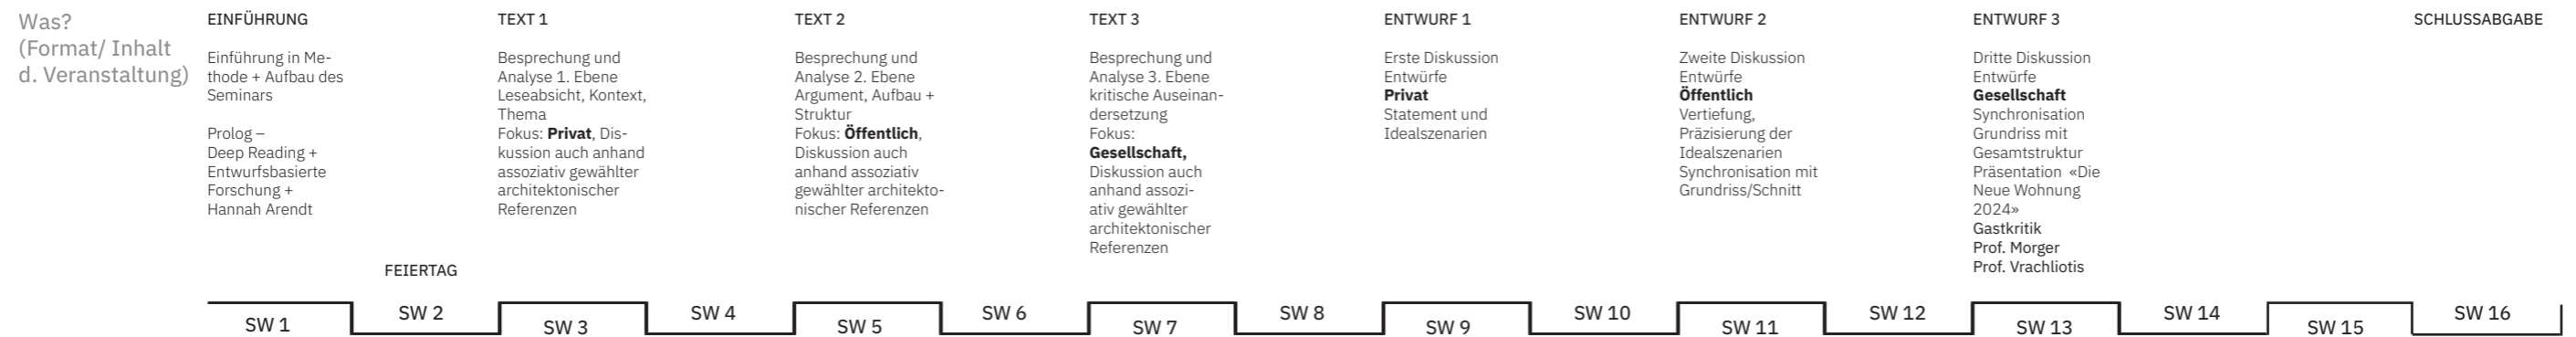 Was?
(Format/ Inhalt
d. Veranstaltung)
EINFÜHRUNG
Einführung in Me-
thode + Aufbau des
Seminars
Prolog –
Deep Reading +
Entwurfsbasierte
Forschung +
Hannah Arendt
FEIERTAG
TEXT 1
Besprechung und
Analyse 1. Ebene
Leseabsicht, Kontext,
Thema
Fokus: Privat, Dis-
kussion auch anhand
assoziativ gewählter
architektonischer
Referenzen
TEXT 2
Besprechung und
Analyse 2. Ebene
Argument, Aufbau +
Struktur
Fokus: Öffentlich,
Diskussion auch
anhand assoziativ
gewählter architekto-
nischer Referenzen
TEXT 3
Besprechung und
Analyse 3. Ebene
kritische Auseinan-
dersetzung
Fokus:
Gesellschaft,
Diskussion auch
anhand assozi-
ativ gewählter
architektonischer
Referenzen
ENTWURF 1
Erste Diskussion
Entwürfe
Privat
Statement und
Idealszenarien
ENTWURF 2
Zweite Diskussion
Entwürfe
Öffentlich
Vertiefung,
Präzisierung der
Idealszenarien
Synchronisation mit
Grundriss/Schnitt
ENTWURF 3
Dritte Diskussion
Entwürfe
Gesellschaft
Synchronisation
Grundriss mit
Gesamtstruktur
Präsentation «Die
Neue Wohnung
2024»
Gastkritik
Prof. Morger
Prof. Vrachliotis
SCHLUSSABGABE
SW 1
SW 2
SW 3
SW 4
SW 5
SW 6
SW 7
SW 8
SW 9
SW 10
SW 11
SW 12
SW 13
SW 14
SW 15
SW 16